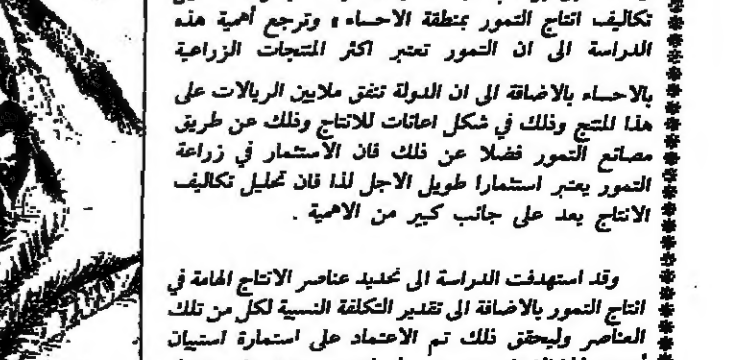 تكاليف انتاج التمور بمنطقة الاحساء » وترجع أهمية هذه
الدراسة الى ان التمور تعتبر اكثر المنتجات الزراعية
بالاحساء بالاضافة الى ان الدولة تنفق ملايين الريالات على
هذا المنتج وذلك في شكل اعانات للانتاج وذلك عن طريق
مصانع التمور فضلا عن ذلك فان الاستثمار في زراعة
التمور يعتبر استثمارا طويل الاجل لذا فان تحليل تكاليف
الانتاج يعد على جانب كبير من الاهمية .
وقد استهدفت الدراسة الى تحديد عناصر الانتاج الهامة في
انتاج التمور بالاضافة الى تقدير التكلفة النسبية لكل من تلك
العناصر وليحقق ذلك تم الاعتماد على استمارة استبيان